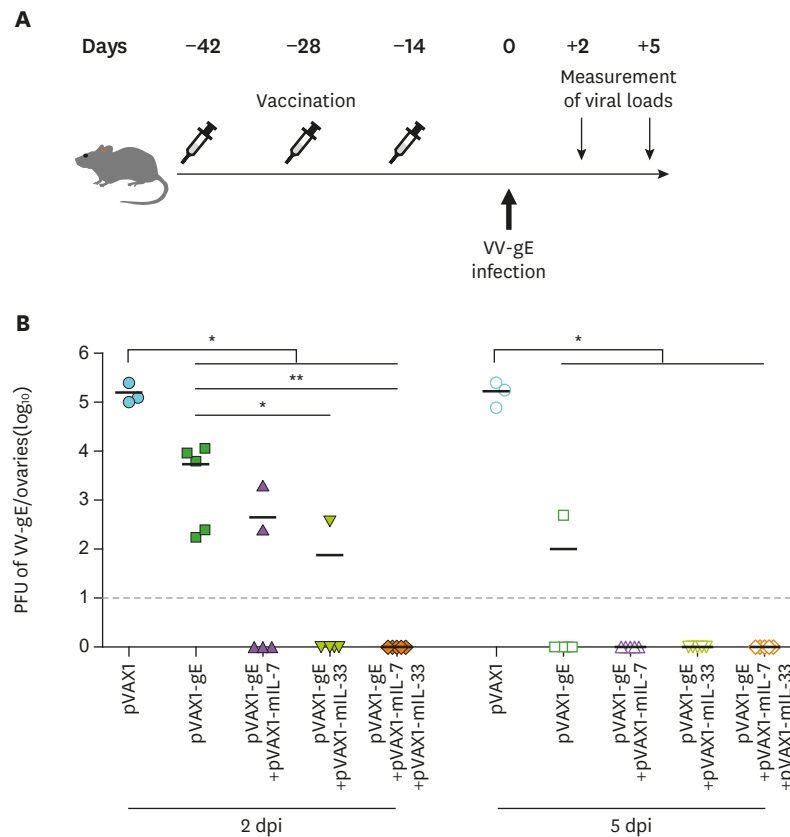 A
Days −42 −28 −14 0 +2 +5
Vaccination
Measurement
of viral loads
VV-gE
infection
B
PFU of VV-gE/ovaries(log₁₀)
6
5
4
3
2
1
0
*
**
*
*
pVAX1
pVAX1-gE
pVAX1-gE
+pVAX1-mIL-7
pVAX1-gE
+pVAX1-mIL-33
pVAX1-gE
+pVAX1-mIL-7
+pVAX1-mIL-33
pVAX1
pVAX1-gE
pVAX1-gE
+pVAX1-mIL-7
pVAX1-gE
+pVAX1-mIL-33
pVAX1-gE
+pVAX1-mIL-7
+pVAX1-mIL-33
2 dpi
5 dpi